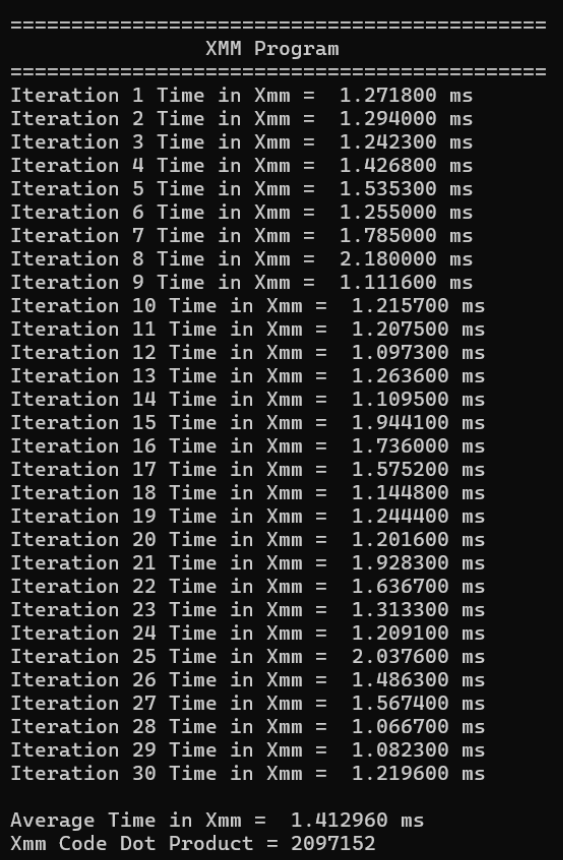 ============================================
XMM Program
============================================
Iteration 1 Time in Xmm =  1.271800 ms
Iteration 2 Time in Xmm =  1.294000 ms
Iteration 3 Time in Xmm =  1.242300 ms
Iteration 4 Time in Xmm =  1.426800 ms
Iteration 5 Time in Xmm =  1.535300 ms
Iteration 6 Time in Xmm =  1.255000 ms
Iteration 7 Time in Xmm =  1.785000 ms
Iteration 8 Time in Xmm =  2.180000 ms
Iteration 9 Time in Xmm =  1.111600 ms
Iteration 10 Time in Xmm =  1.215700 ms
Iteration 11 Time in Xmm =  1.207500 ms
Iteration 12 Time in Xmm =  1.097300 ms
Iteration 13 Time in Xmm =  1.263600 ms
Iteration 14 Time in Xmm =  1.109500 ms
Iteration 15 Time in Xmm =  1.944100 ms
Iteration 16 Time in Xmm =  1.736000 ms
Iteration 17 Time in Xmm =  1.575200 ms
Iteration 18 Time in Xmm =  1.144800 ms
Iteration 19 Time in Xmm =  1.244400 ms
Iteration 20 Time in Xmm =  1.201600 ms
Iteration 21 Time in Xmm =  1.928300 ms
Iteration 22 Time in Xmm =  1.636700 ms
Iteration 23 Time in Xmm =  1.313300 ms
Iteration 24 Time in Xmm =  1.209100 ms
Iteration 25 Time in Xmm =  2.037600 ms
Iteration 26 Time in Xmm =  1.486300 ms
Iteration 27 Time in Xmm =  1.567400 ms
Iteration 28 Time in Xmm =  1.066700 ms
Iteration 29 Time in Xmm =  1.082300 ms
Iteration 30 Time in Xmm =  1.219600 ms
Average Time in Xmm =  1.412960 ms
Xmm Code Dot Product = 2097152